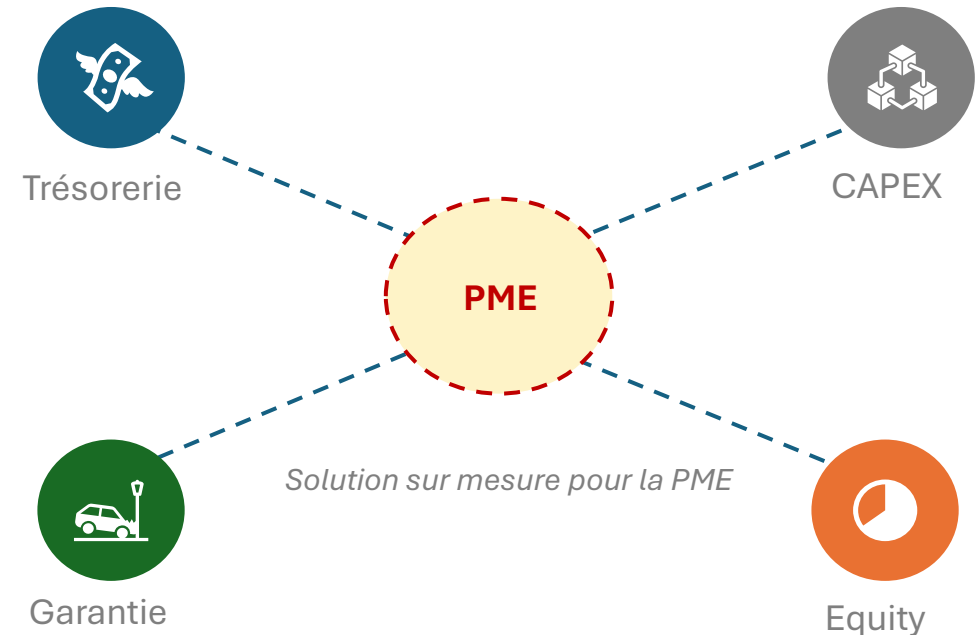 Trésorerie
CAPEX
PME
Solution sur mesure pour la PME
Garantie
Equity